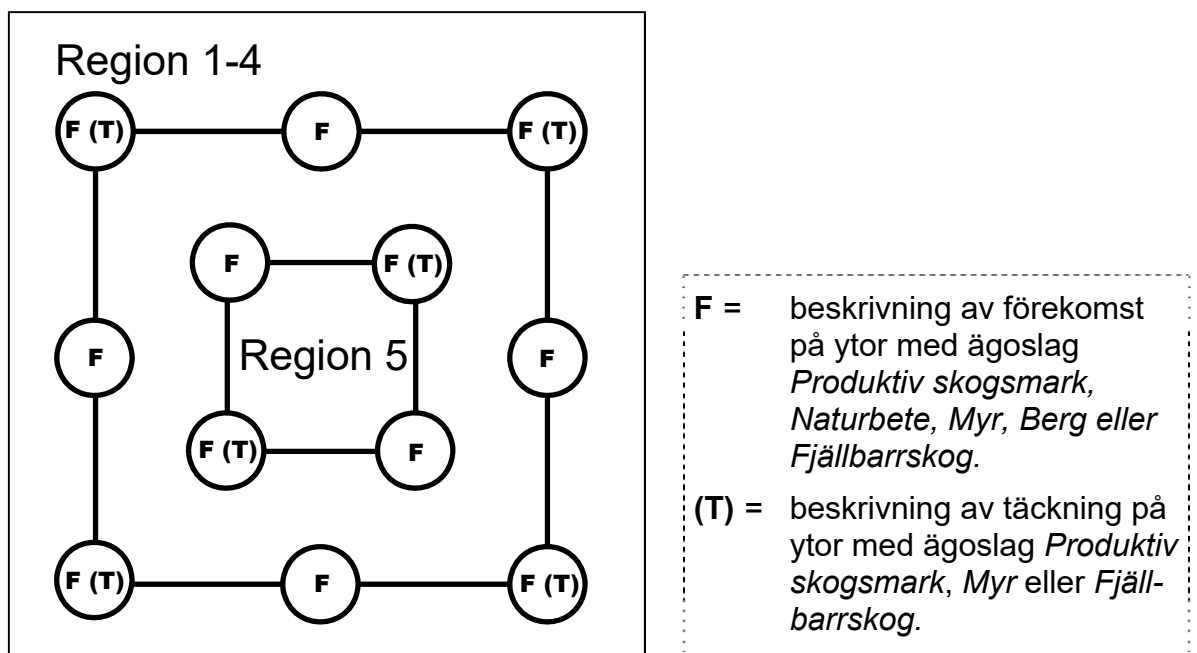 Region 1-4
F (T) F F (T)
F F (T)
F Region 5 F
F (T) F
F (T) F F (T)
F = beskrivning av förekomst
på ytor med ägoslag
Produktiv skogsmark,
Naturbete, Myr, Berg eller
Fjällbarrskog.
(T) = beskrivning av täckning på
ytor med ägoslag Produktiv
skogsmark, Myr eller Fjäll-
barrskog.